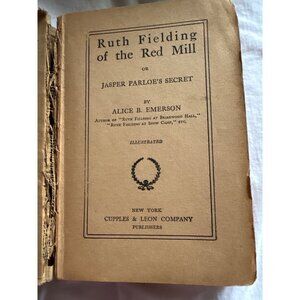 Ruth Fielding
of the Red Mill
OR
JASPER PARLOE'S SECRET
BY
ALICE B. EMERSON
AUTHOR OF "RUTH FIELDING AT BRIARWOOD HALL,"
"RUTH FIELDING AT SNOW CAMP," ETC.
ILLUSTRATED
NEW YORK
CUPPLES & LEON COMPANY
PUBLISHERS